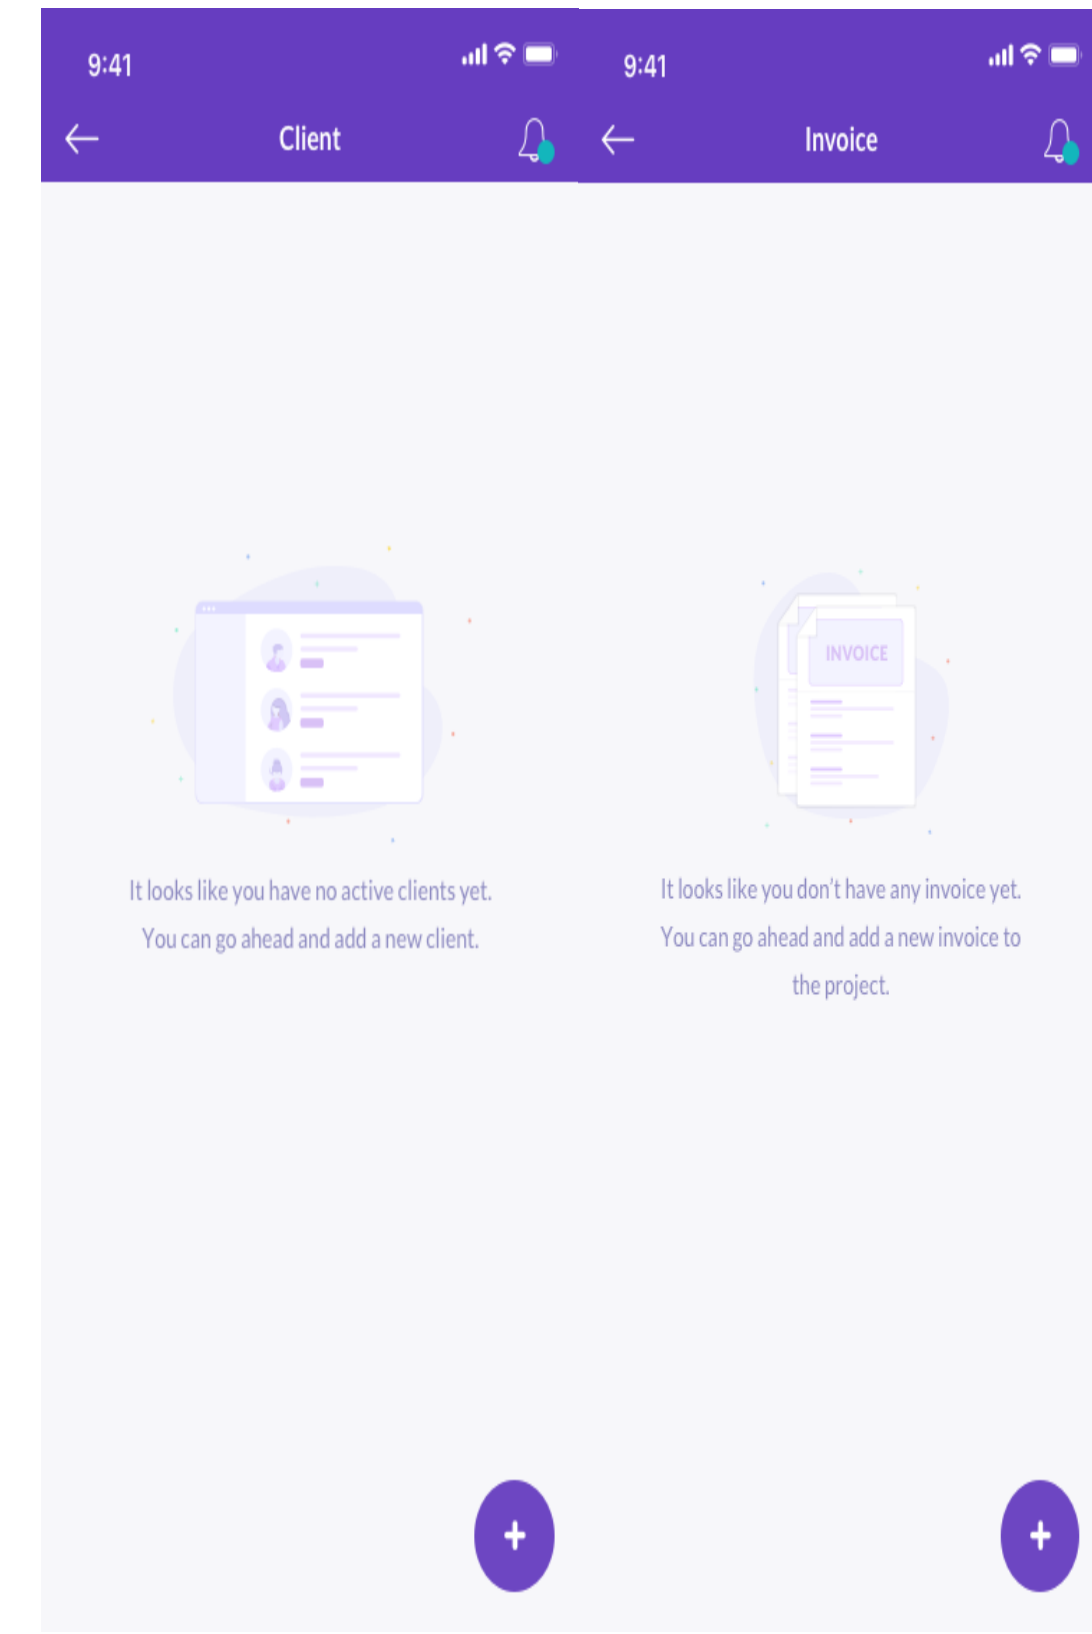 9:41
Client
It looks like you have no active clients yet.
You can go ahead and add a new client.
9:41
Invoice
INVOICE
It looks like you don't have any invoice yet.
You can go ahead and add a new invoice to
the project.